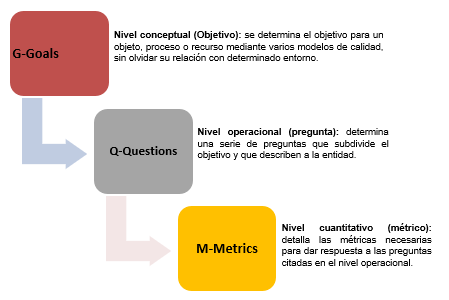 G-Goals
Nivel conceptual (Objetivo): se determina el objetivo para un
objeto, proceso o recurso mediante varios modelos de calidad,
sin olvidar su relación con determinado entorno.
Q-Questions
Nivel operacional (pregunta): determina
una serie de preguntas que subdivide el
objetivo y que describen a la entidad.
M-Metrics
Nivel cuantitativo (métrico):
detalla las métricas necesarias
para dar respuesta a las preguntas
citadas en el nivel operacional.